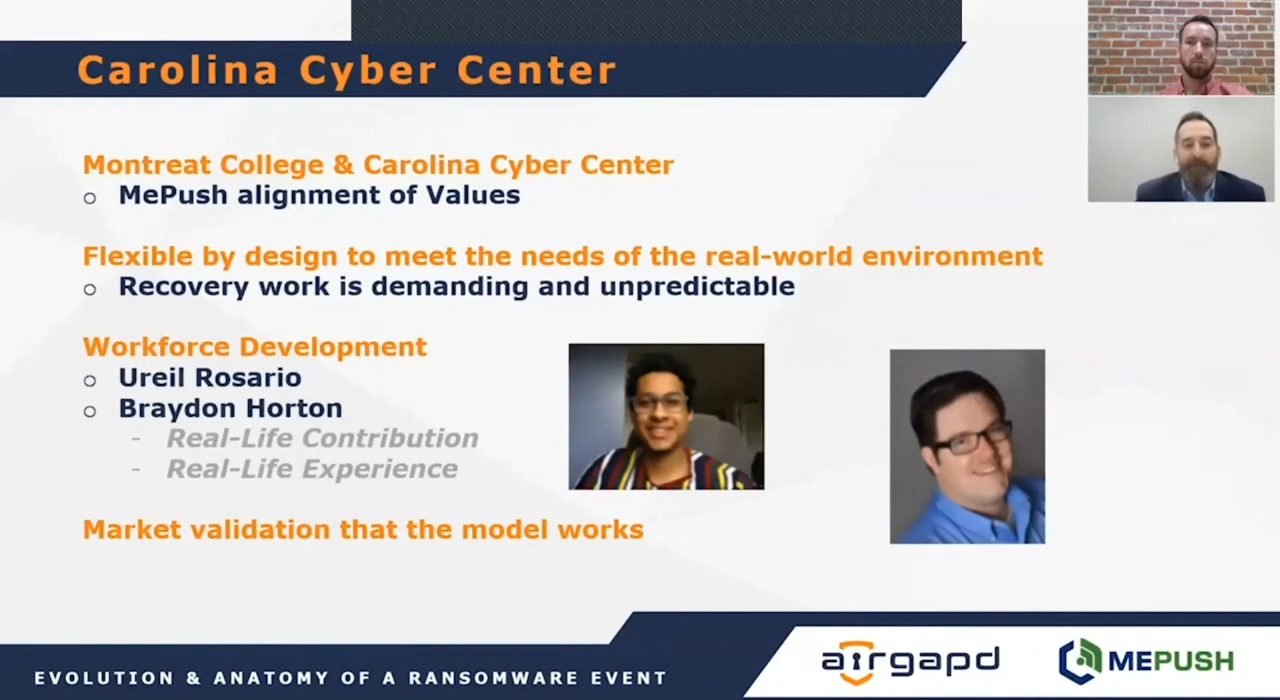 Carolina Cyber Center
Montreat College & Carolina Cyber Center
MePush alignment of Values
Flexible by design to meet the needs of the real-world environment
Recovery work is demanding and unpredictable
Workforce Development
Ureil Rosario
Braydon Horton
- Real-Life Contribution
- Real-Life Experience
Market validation that the model works
EVOLUTION & ANATOMY OF A RANSOMWARE EVENT
airgapd
MEPUSH